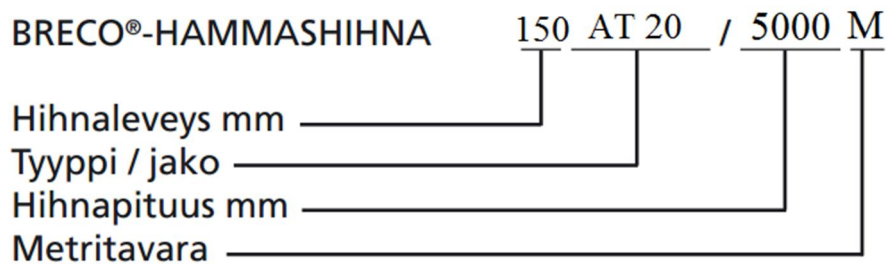 BRECO®-HAMMASHIHNA 150 AT 20 / 5000 M
Hihnaleveys mm
Tyyppi / jako
Hihnapituus mm
Metritavara